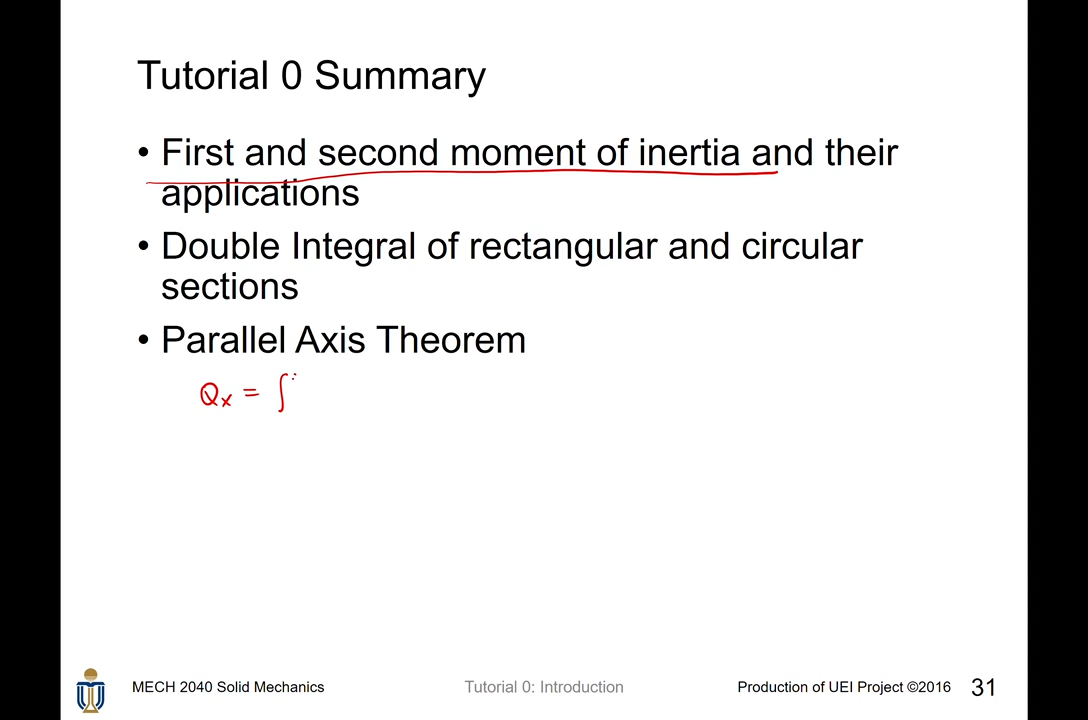 Tutorial 0 Summary
• First and second moment of inertia and their
applications
• Double Integral of rectangular and circular
sections
• Parallel Axis Theorem
Qx = ∫
MECH 2040 Solid Mechanics
Tutorial 0: Introduction
Production of UEI Project ©2016
31